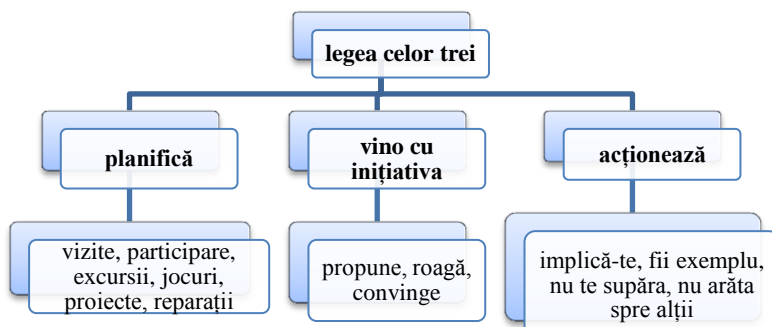 legea celor trei
planifică
vino cu
inițiativa
acționează
vizite, participare,
excursii, jocuri,
proiecte, reparații
propune, roagă,
convinge
implică-te, fii exemplu,
nu te supăra, nu arăta
spre alții